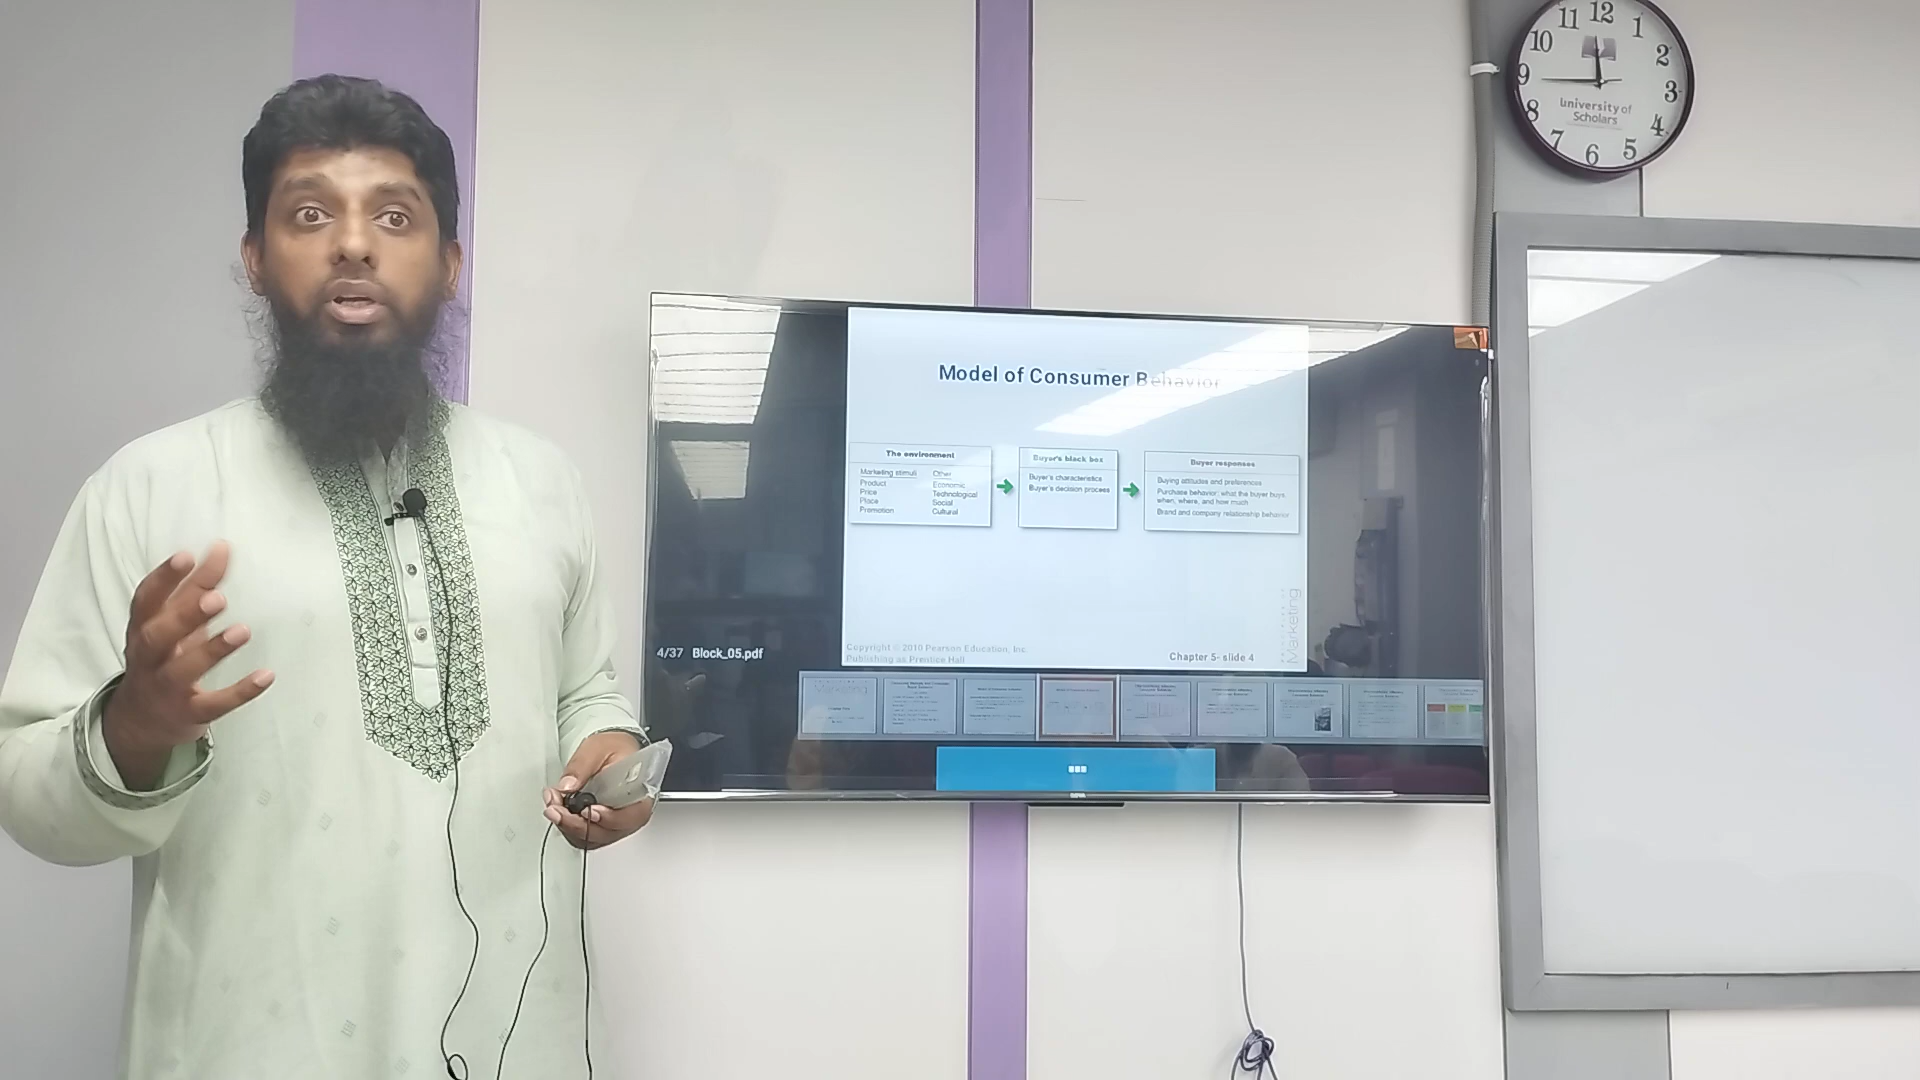 11 12 1
10 2
9 3
8 4
7 6 5
University of
Scholars
Model of Consumer Behavior
The environment
Marketing stimuli Other
Product Economic
Price Technological
Place Social
Promotion Cultural
Buyer's black box
Buyer's characteristics
Buyer's decision process
Buyer responses
Buying attitudes and preferences
Purchase behavior: what the buyer buys,
when, where, and how much
Brand and company relationship behavior
Marketing
Copyright © 2010 Pearson Education, Inc.
Publishing as Prentice Hall
Chapter 5- slide 4
4/37 Block_05.pdf